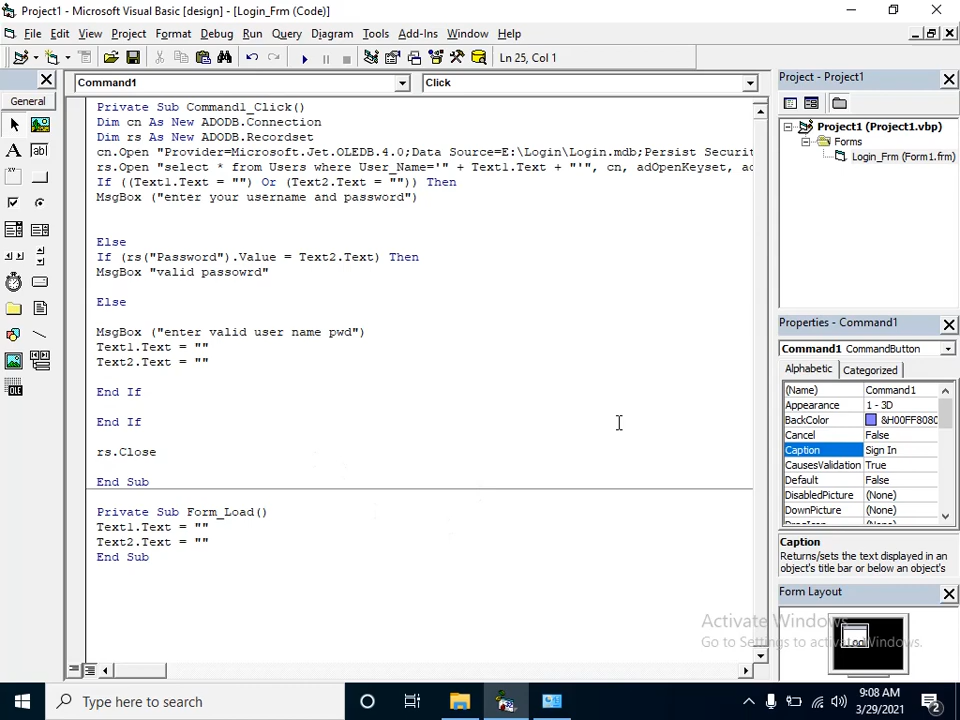 Project1 - Microsoft Visual Basic [design] - [Login_Frm (Code)]
File Edit View Project Format Debug Run Query Diagram Tools Add-Ins Window Help
Ln 25, Col 1
General
Command1
Click
Private Sub Command1_Click()
Dim cn As New ADODB.Connection
Dim rs As New ADODB.Recordset
cn.Open "Provider=Microsoft.Jet.OLEDB.4.0;Data Source=E:\Login\Login.mdb;Persist Securit
rs.Open "select * from Users where User_Name='" + Text1.Text + "'", cn, adOpenKeyset, ad
If ((Text1.Text = "") Or (Text2.Text = "")) Then
MsgBox ("enter your username and password")
Else
If (rs("Password").Value = Text2.Text) Then
MsgBox "valid passowrd"
Else
MsgBox ("enter valid user name pwd")
Text1.Text = ""
Text2.Text = ""
End If
End If
rs.Close
End Sub
Private Sub Form_Load()
Text1.Text = ""
Text2.Text = ""
End Sub
Project - Project1
Project1 (Project1.vbp)
Forms
Login_Frm (Form1.frm)
Properties - Command1
Command1 CommandButton
Alphabetic Categorized
(Name) Command1
Appearance 1 - 3D
BackColor &H00FF8080
Cancel False
Caption Sign In
CausesValidation True
Default False
DisabledPicture (None)
DownPicture (None)
Caption
Returns/sets the text displayed in an
object's title bar or below an object's
Form Layout
Activate Windows
Go to Settings to activate Windows.
Type here to search
9:08 AM
3/29/2021
2